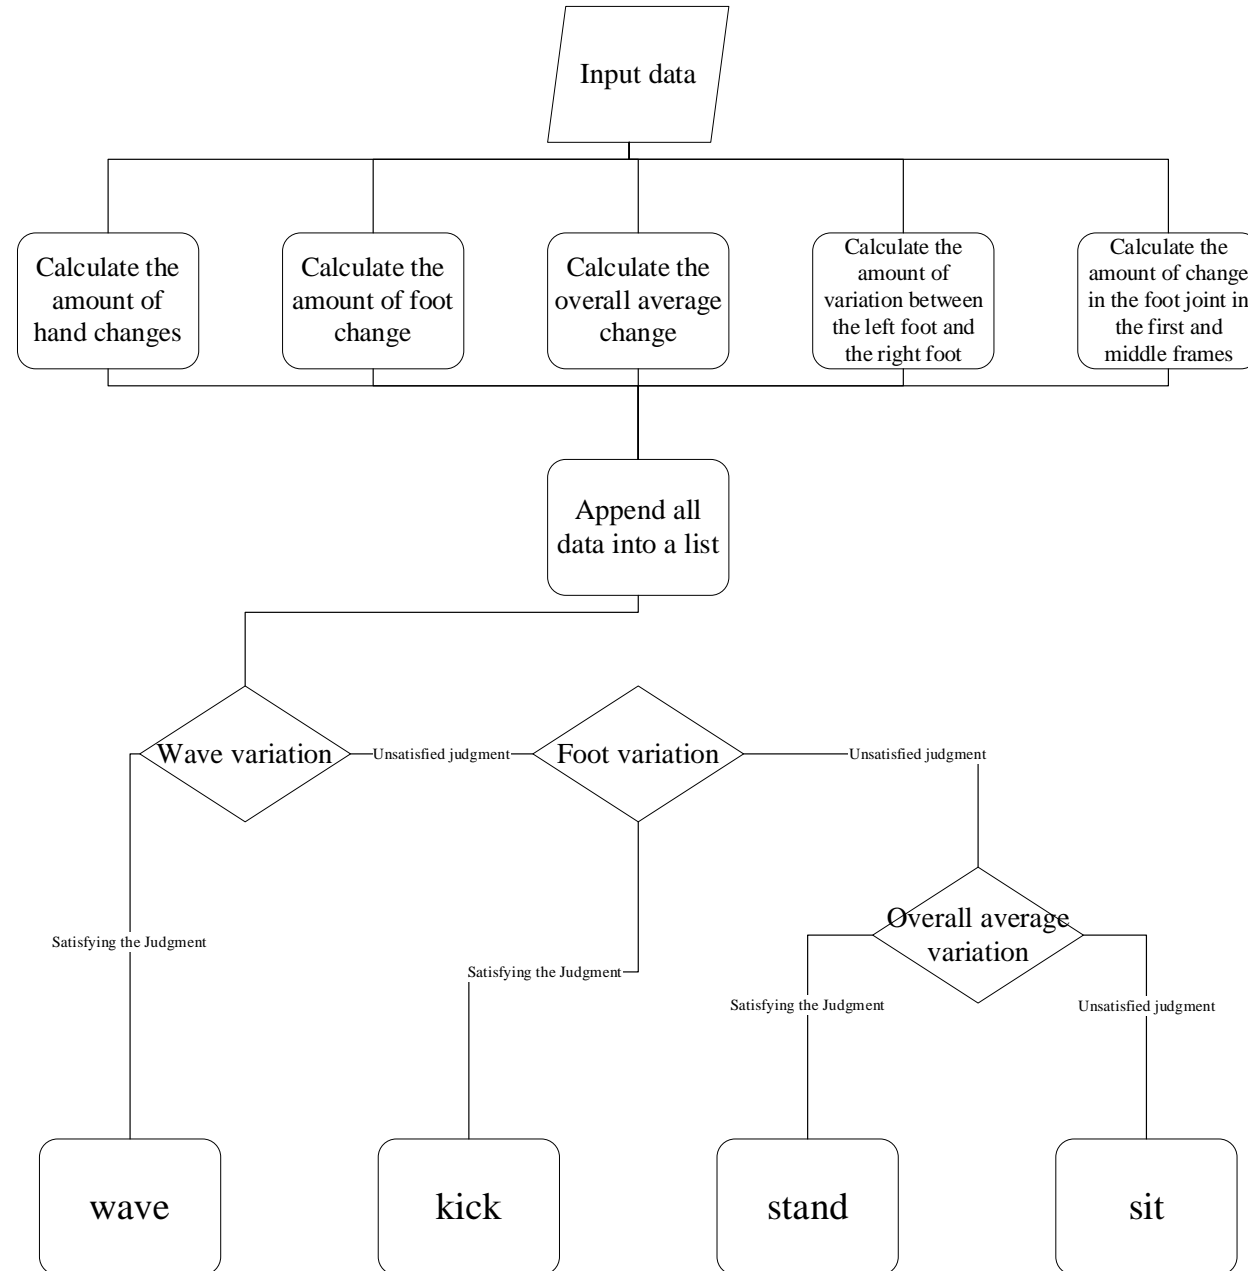 Input data
Calculate the
amount of
hand changes
Calculate the
amount of foot
change
Calculate the
overall average
change
Calculate the
amount of
variation between
the left foot and
the right foot
Calculate the
amount of change
in the foot joint in
the first and
middle frames
Append all
data into a list
Wave variation
Unsatisfied judgment
Foot variation
Unsatisfied judgment
Overall average
variation
Satisfying the Judgment
Satisfying the Judgment
Satisfying the Judgment
Unsatisfied judgment
wave
kick
stand
sit